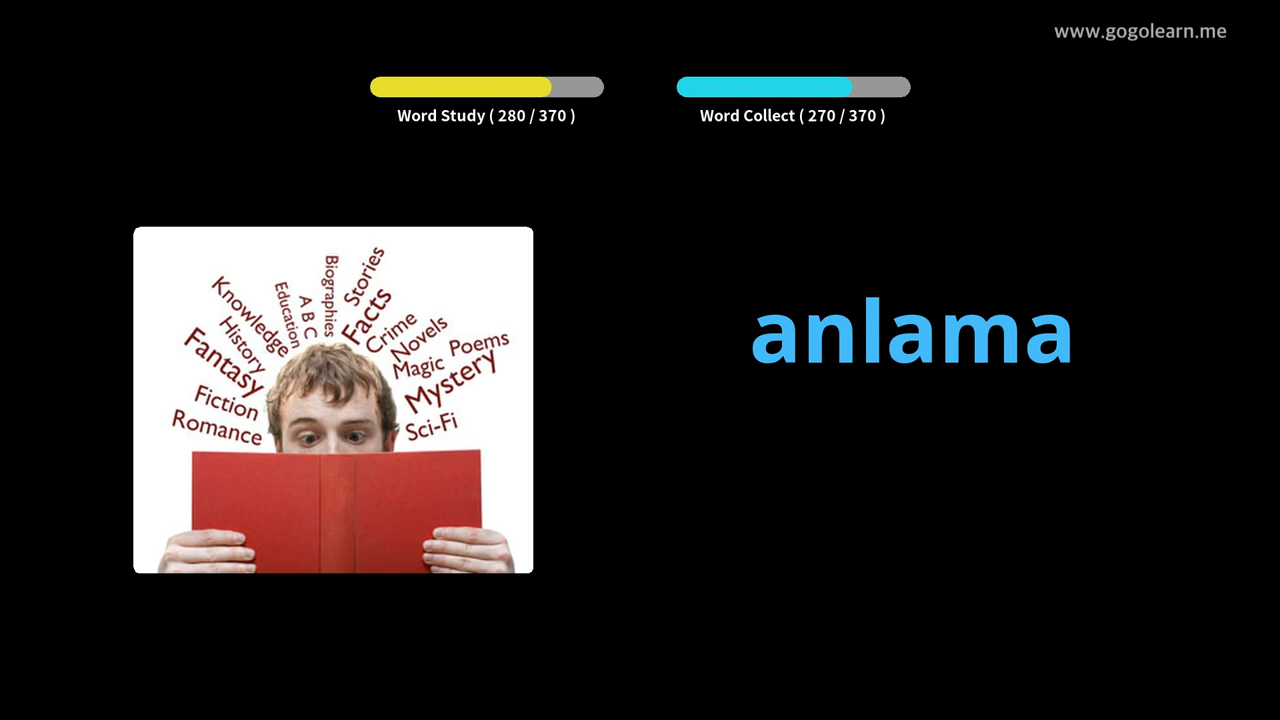 www.gogolearn.me
Word Study ( 280 / 370 )
Word Collect ( 270 / 370 )
anlama
Biographies
Stories
Education
A B C
Facts
Knowledge
Crime
History
Novels
Poems
Fantasy
Magic
Mystery
Fiction
Sci-Fi
Romance